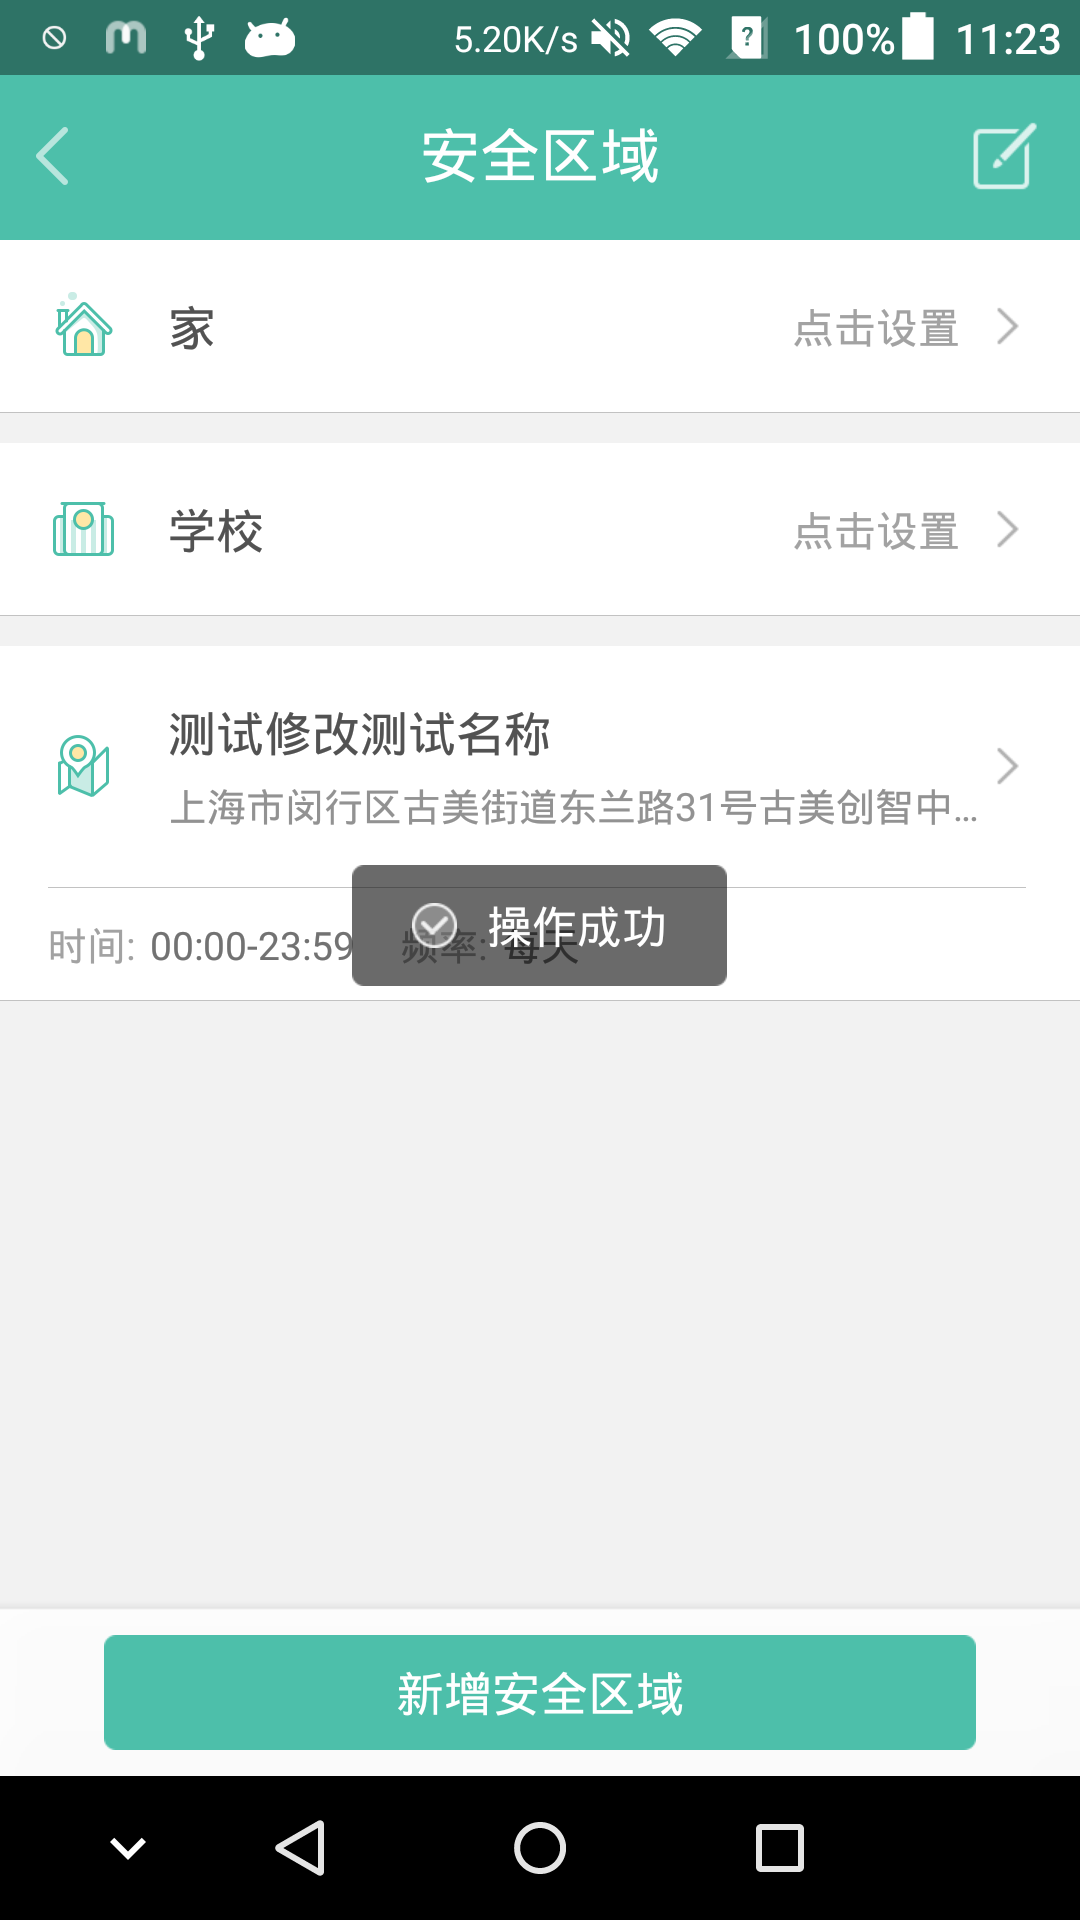 5.20K/s 100% 11:23
安全区域
家 点击设置
学校 点击设置
测试修改测试名称
上海市闵行区古美街道东兰路31号古美创智中...
操作成功
时间: 00:00-23:59 频率: 每天
新增安全区域